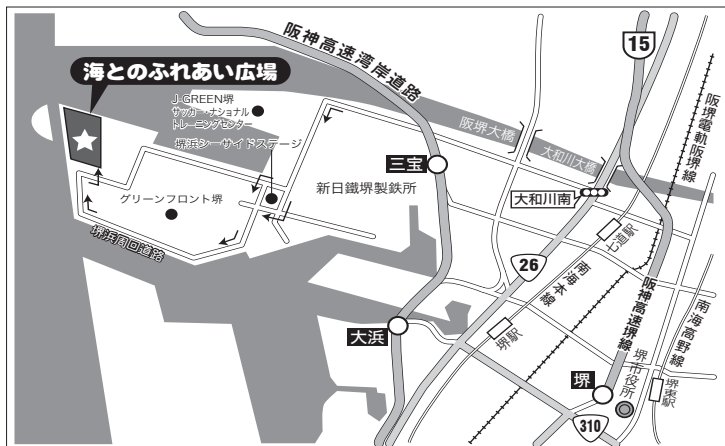 海とのふれあい広場
J-GREEN堺
サッカー・ナショナル
トレーニングセンター
堺浜シーサイドステージ
グリーンフロント堺
堺浜周回道路
新日鐵堺製鉄所
阪神高速湾岸道路
三宝
大浜
阪堺大橋
大和川大橋
大和川南
15
阪堺電軌阪堺線
七道駅
26
南海本線
堺駅
阪神高速堺線
南海高野線
堺
堺市役所
堺東駅
310